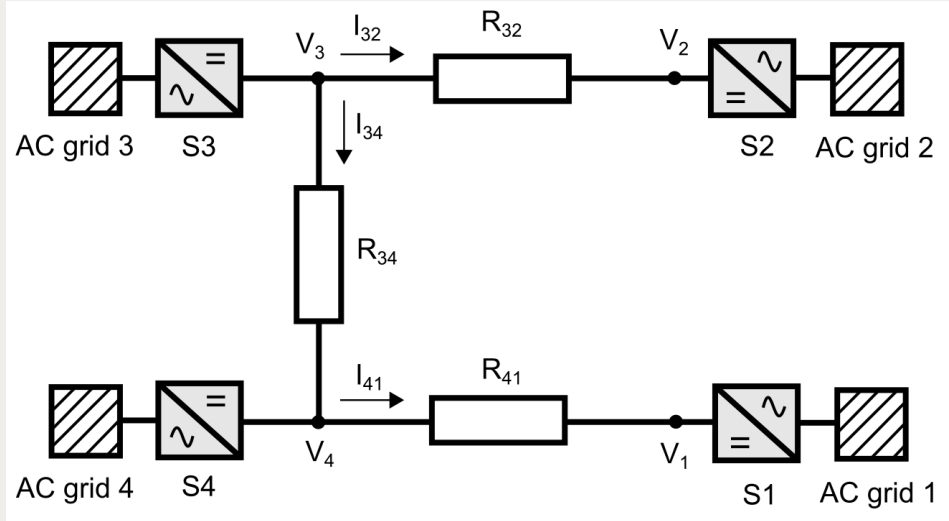 V₃ I₃₂ R₃₂ V₂
AC grid 3 S3 I₃₄ S2 AC grid 2
R₃₄
I₄₁ R₄₁
AC grid 4 S4 V₄ V₁ S1 AC grid 1